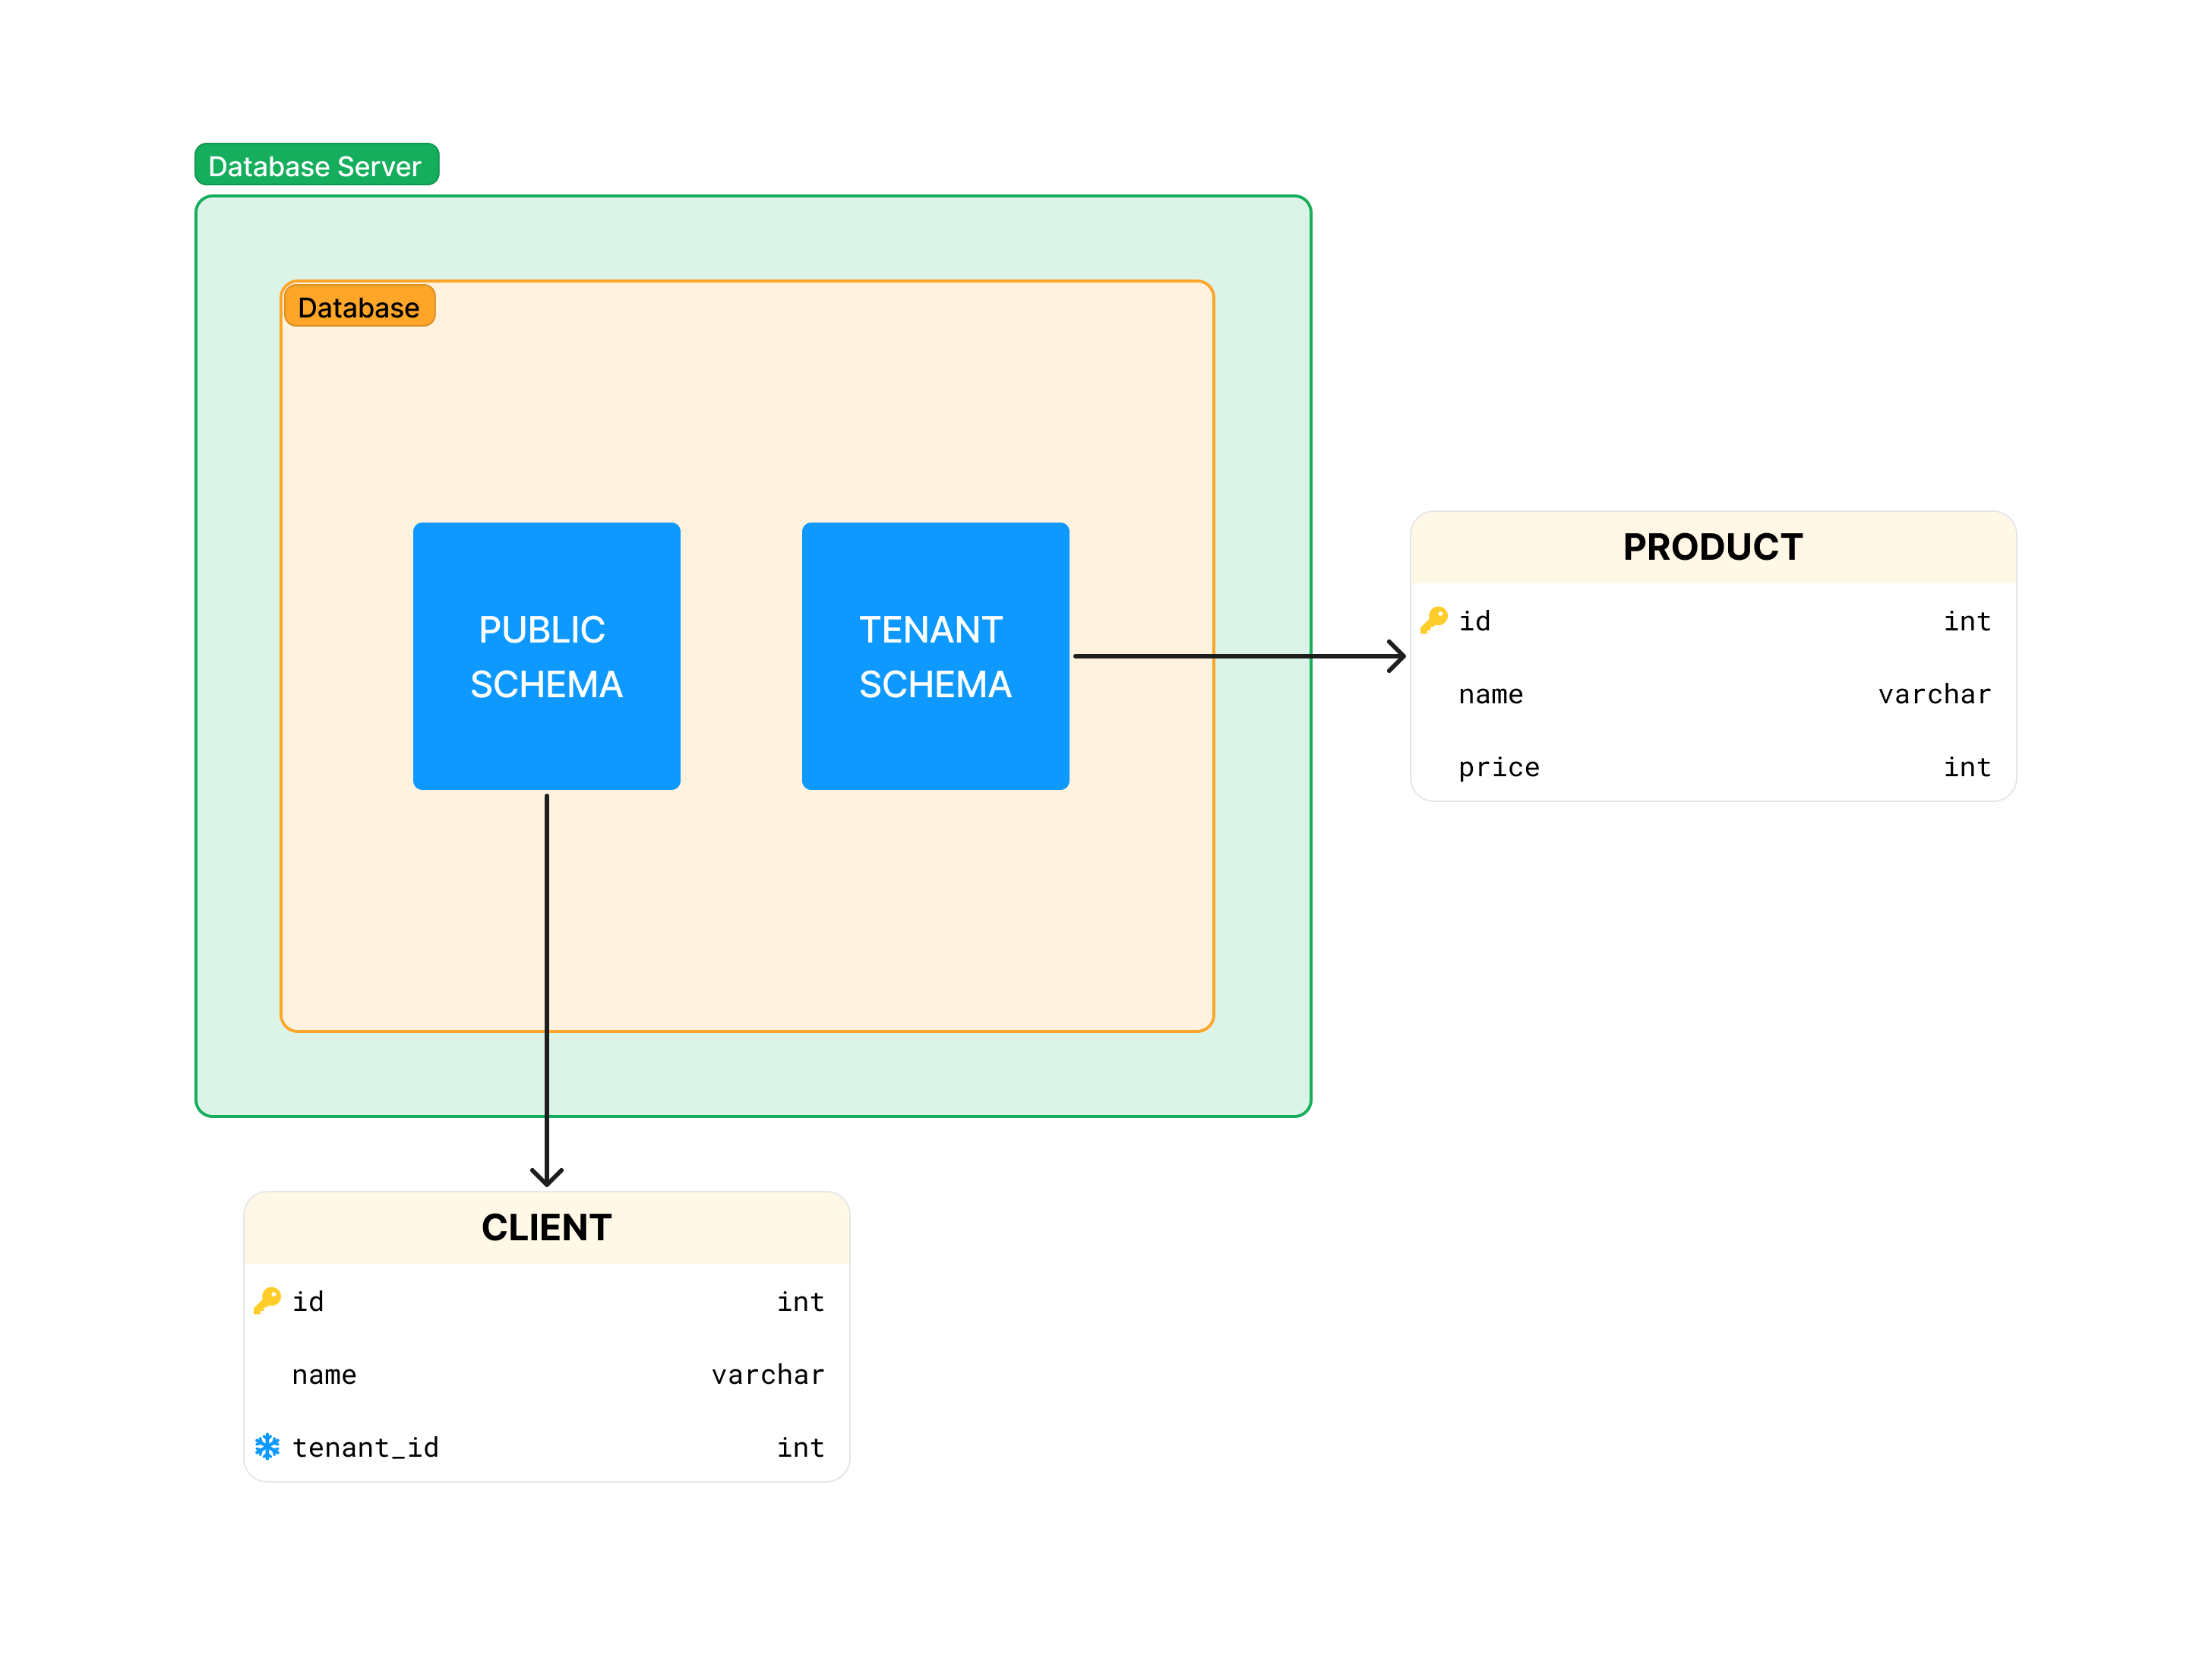 Database Server
Database
PUBLIC
SCHEMA
TENANT
SCHEMA
PRODUCT
id int
name varchar
price int
CLIENT
id int
name varchar
tenant_id int